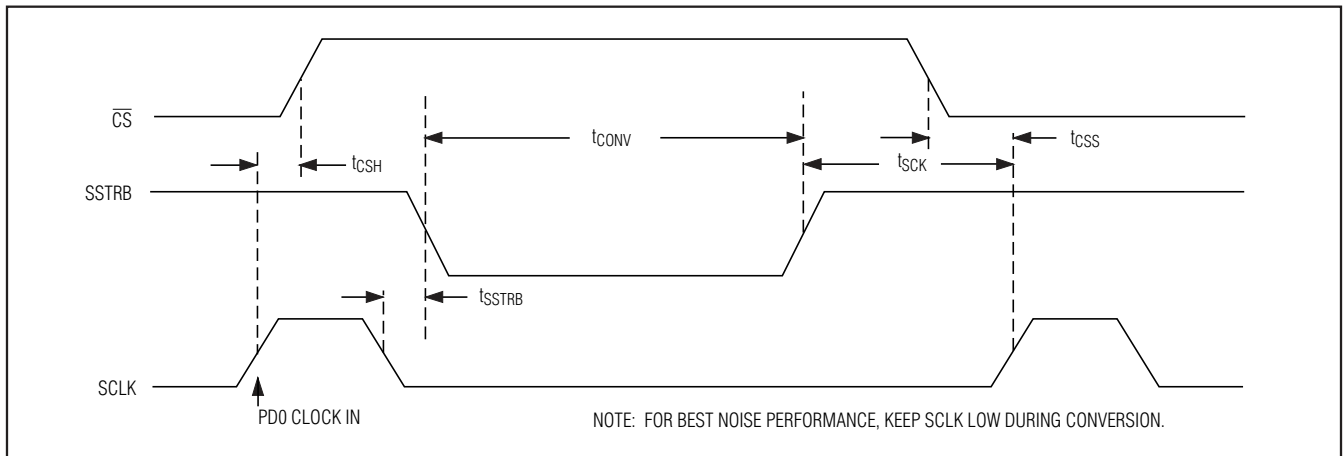 CS
tCONV
tCSS
tCSH
tSCK
SSTRB
tSSTRB
SCLK
PD0 CLOCK IN
NOTE: FOR BEST NOISE PERFORMANCE, KEEP SCLK LOW DURING CONVERSION.